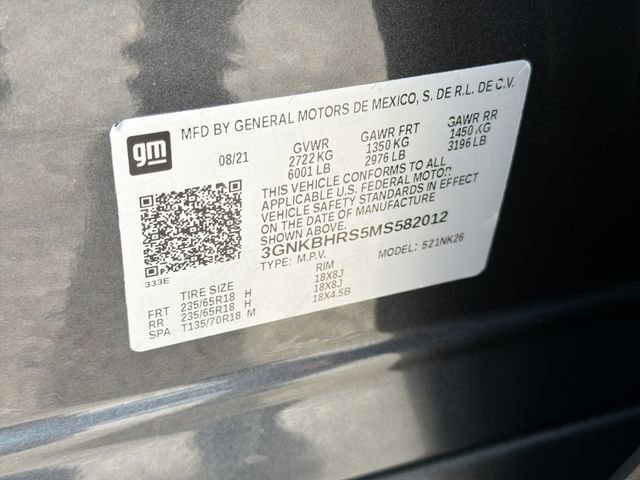 gm
MFD BY GENERAL MOTORS DE MEXICO, S. DE R.L. DE C.V.
08/21 GVWR GAWR FRT GAWR RR
2722 KG 1350 KG 1450 KG
6001 LB 2976 LB 3196 LB
THIS VEHICLE CONFORMS TO ALL
APPLICABLE U.S. FEDERAL MOTOR
VEHICLE SAFETY STANDARDS IN EFFECT
ON THE DATE OF MANUFACTURE
SHOWN ABOVE.
3GNKBHRS5MS582012
TYPE: M.P.V. MODEL: 521NK26
333E
TIRE SIZE RIM
FRT 235/65R18 H 18X8J
RR 235/65R18 H 18X8J
SPA T135/70R18 M 18X4.5B